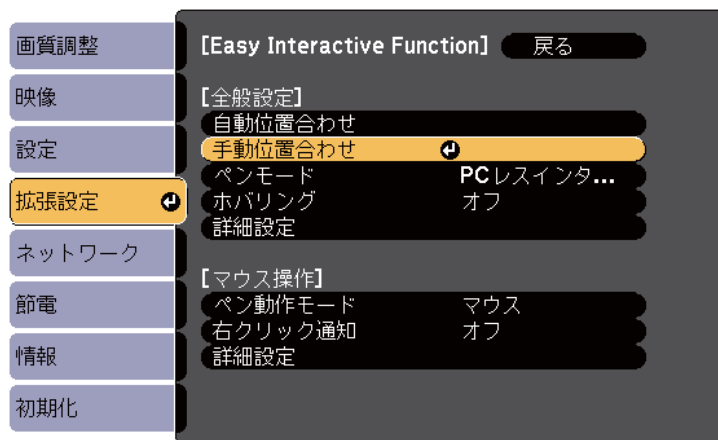 画質調整
映像
設定
拡張設定
ネットワーク
節電
情報
初期化
[Easy Interactive Function] 戻る
[全般設定]
自動位置合わせ
手動位置合わせ
ペンモード PCレスインタ...
ホバリング オフ
詳細設定
[マウス操作]
ペン動作モード マウス
右クリック通知 オフ
詳細設定